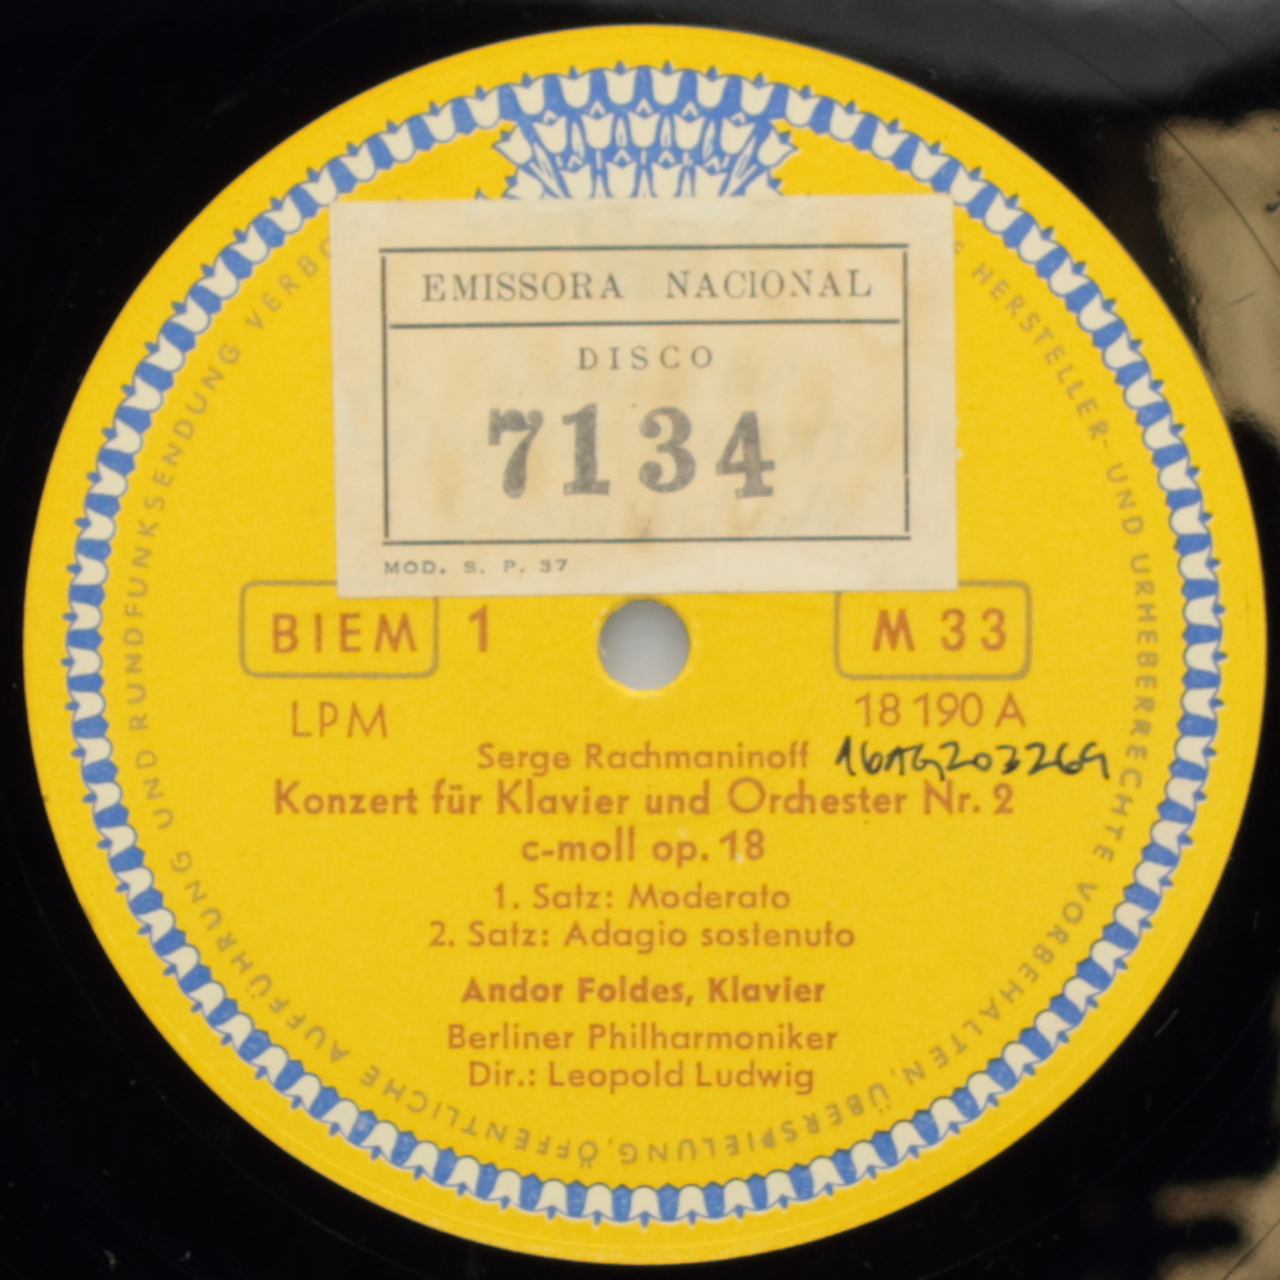 EMISSORA NACIONAL
DISCO
7134
MOD. S. P. 37
BIEM 1
M 33
LPM
18 190 A
Serge Rachmaninoff
Konzert für Klavier und Orchester Nr. 2
c-moll op. 18
1. Satz: Moderato
2. Satz: Adagio sostenuto
Andor Foldes, Klavier
Berliner Philharmoniker
Dir.: Leopold Ludwig
HERSTELLER- UND URHEBERRECHTE VORBEHALTEN, ÜBERSPIELUNG, ÖFFENTLICHE AUFFÜHRUNG UND RUNDFUNKSENDUNG